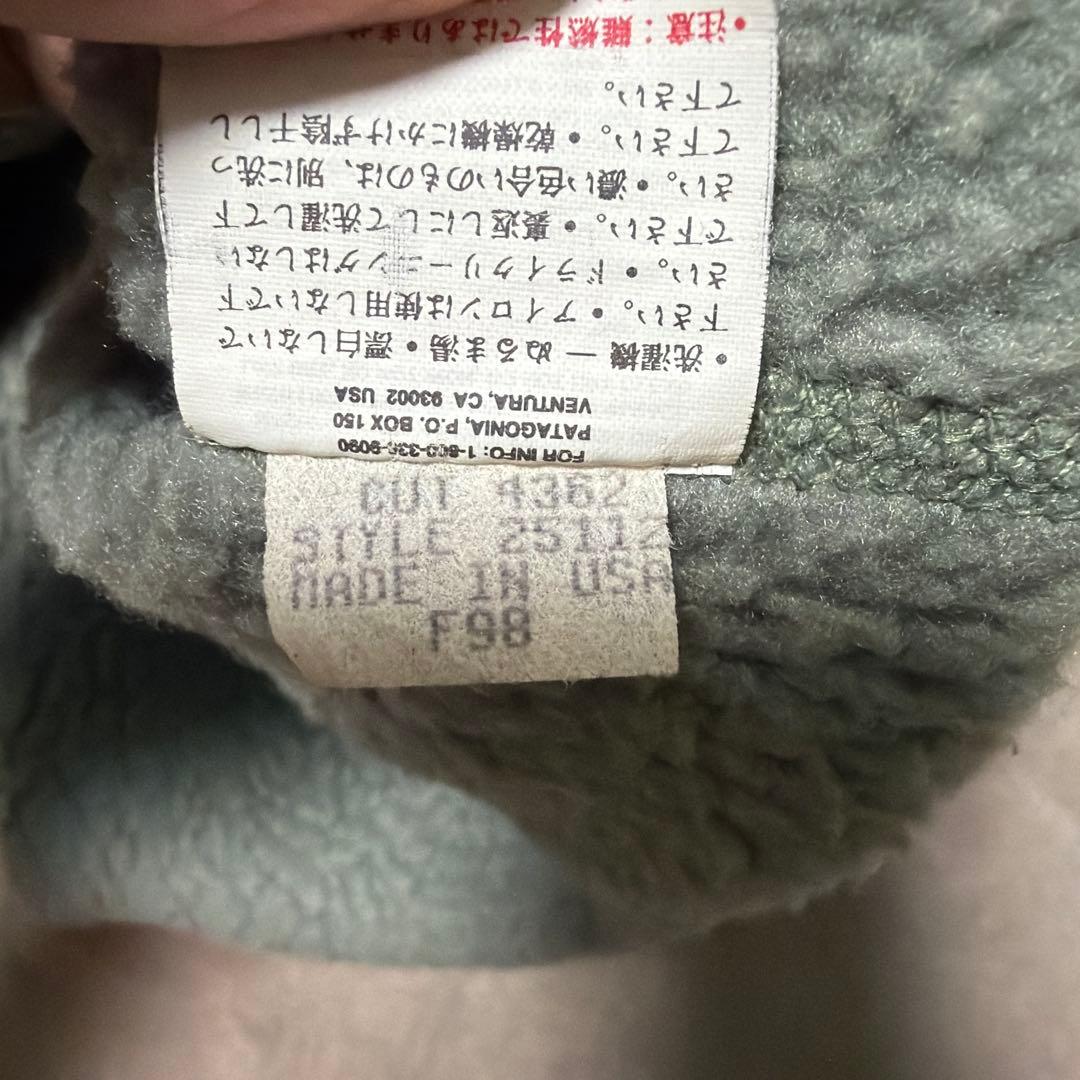 CUT 4362
STYLE 25112
MADE IN USA
F98
FOR INFO: 1-800-336-9090
PATAGONIA, P.O. BOX 150
VENTURA, CA 93002 USA
• 洗濯機 — ぬるま湯 • 漂白しないで
下さい。 • アイロンは使用しないで下
さい。 • ドライクリーニングはしない
で下さい。 • 裏返しにして洗濯して下
さい。 • 濃い色合いのものは、別に洗っ
て下さい。 • 乾燥機にかけず陰干しし
て下さい。
• 注意：難燃性ではありませ